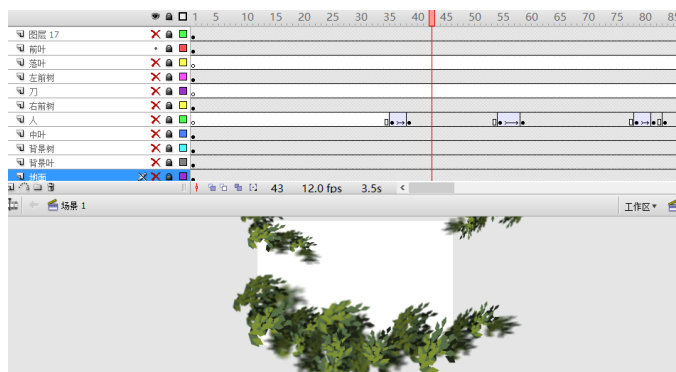 1 5 10 15 20 25 30 35 40 45 50 55 60 65 70 75 80 85
图层 17
前叶
落叶
左前树
刀
右前树
人
中叶
背景树
背景叶
地面
43 12.0 fps 3.5s
场景 1 工作区